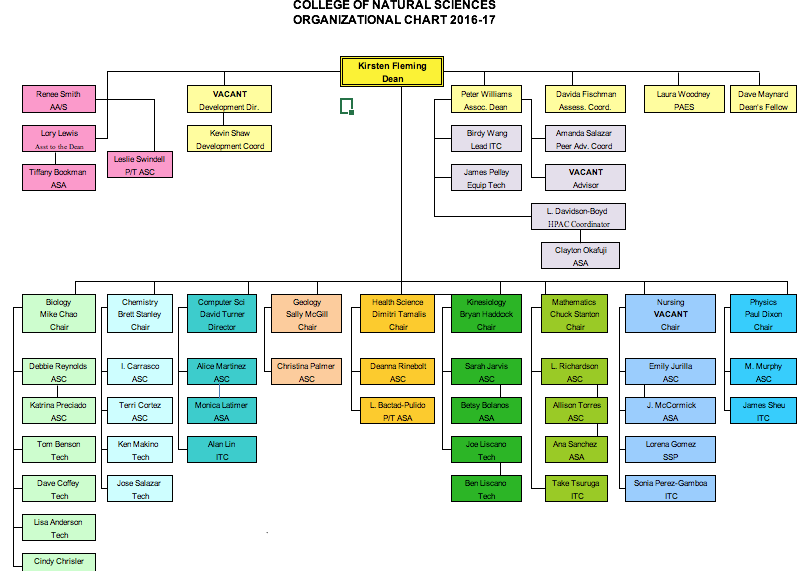 COLLEGE OF NATURAL SCIENCES
ORGANIZATIONAL CHART 2016-17
Kirsten Fleming
Dean
Renee Smith
AA/S
VACANT
Development Dir.
Peter Williams
Assoc. Dean
Davida Fischman
Assess. Coord.
Laura Woodney
PAES
Dave Maynard
Dean's Fellow
Lory Lewis
Asst to the Dean
Kevin Shaw
Development Coord
Birdy Wang
Lead ITC
Amanda Salazar
Peer Adv. Coord
Leslie Swindell
P/T ASC
Tiffany Bookman
ASA
James Pelley
Equip Tech
VACANT
Advisor
L. Davidson-Boyd
HPAC Coordinator
Clayton Okafuji
ASA
Biology
Mike Chao
Chair
Chemistry
Brett Stanley
Chair
Computer Sci
David Turner
Director
Geology
Sally McGill
Chair
Health Science
Dimitri Tamalis
Chair
Kinesiology
Bryan Haddock
Chair
Mathematics
Chuck Stanton
Chair
Nursing
VACANT
Chair
Physics
Paul Dixon
Chair
Debbie Reynolds
ASC
I. Carrasco
ASC
Alice Martinez
ASC
Christina Palmer
ASC
Deanna Rinebolt
ASC
Sarah Jarvis
ASC
L. Richardson
ASC
Emily Jurilla
ASC
M. Murphy
ASC
Katrina Preciado
ASC
Terri Cortez
ASC
Monica Latimer
ASA
L. Bactad-Pulido
P/T ASA
Betsy Bolanos
ASA
Allison Torres
ASC
J. McCormick
ASA
James Sheu
ITC
Tom Benson
Tech
Ken Makino
Tech
Alan Lin
ITC
Joe Liscano
Tech
Ana Sanchez
ASA
Lorena Gomez
SSP
Dave Coffey
Tech
Jose Salazar
Tech
Ben Liscano
Tech
Take Tsuruga
ITC
Sonia Perez-Gamboa
ITC
Lisa Anderson
Tech
Cindy Chrisler